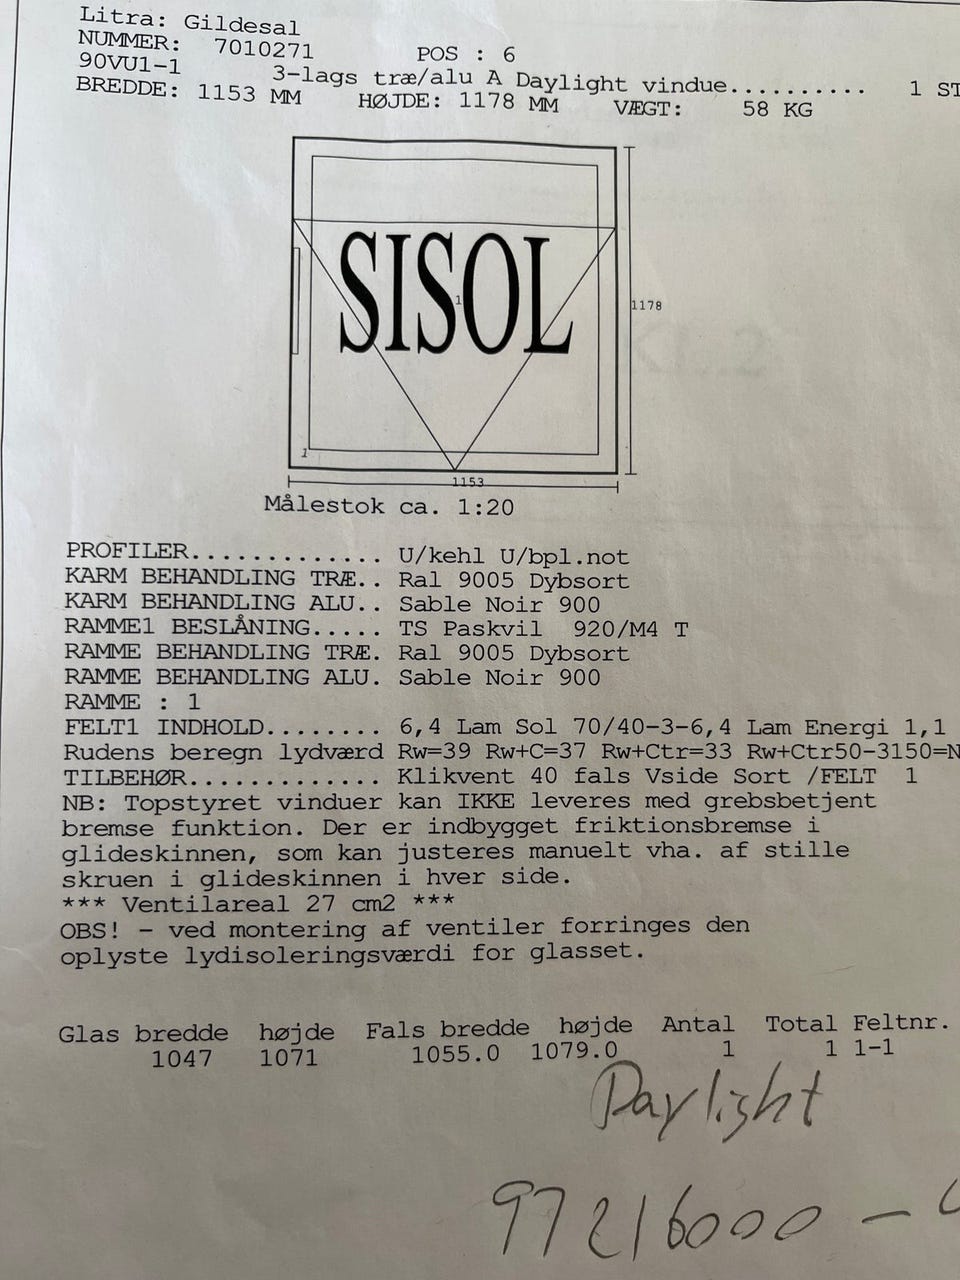 Litra: Gildesal
NUMMER: 7010271 POS : 6
90VU1-1 3-lags træ/alu A Daylight vindue.......... 1 ST
BREDDE: 1153 MM HØJDE: 1178 MM VÆGT: 58 KG
SISOL
1
1178
1
1153
Målestok ca. 1:20
PROFILER............. U/kehl U/bpl.not
KARM BEHANDLING TRÆ.. Ral 9005 Dybsort
KARM BEHANDLING ALU.. Sable Noir 900
RAMME1 BESLÅNING..... TS Paskvil 920/M4 T
RAMME BEHANDLING TRÆ. Ral 9005 Dybsort
RAMME BEHANDLING ALU. Sable Noir 900
RAMME : 1
FELT1 INDHOLD........ 6,4 Lam Sol 70/40-3-6,4 Lam Energi 1,1
Rudens beregn lydværd Rw=39 Rw+C=37 Rw+Ctr=33 Rw+Ctr50-3150=N
TILBEHØR............. Klikvent 40 fals Vside Sort /FELT 1
NB: Topstyret vinduer kan IKKE leveres med grebsbetjent
bremse funktion. Der er indbygget friktionsbremse i
glideskinnen, som kan justeres manuelt vha. af stille
skruen i glideskinnen i hver side.
*** Ventilareal 27 cm2 ***
OBS! - ved montering af ventiler forringes den
oplyste lydisoleringsværdi for glasset.
Glas bredde højde Fals bredde højde Antal Total Feltnr.
1047 1071 1055.0 1079.0 1 1 1-1
Daylight
97216000 -